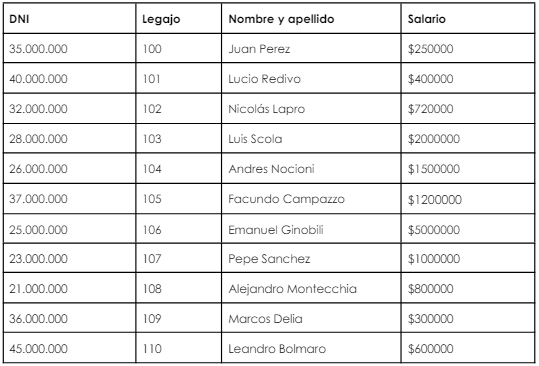 DNI Legajo Nombre y apellido Salario
35.000.000 100 Juan Perez $250000
40.000.000 101 Lucio Redivo $400000
32.000.000 102 Nicolás Lapro $720000
28.000.000 103 Luis Scola $2000000
26.000.000 104 Andres Nocioni $1500000
37.000.000 105 Facundo Campazzo $1200000
25.000.000 106 Emanuel Ginobili $5000000
23.000.000 107 Pepe Sanchez $1000000
21.000.000 108 Alejandro Montecchia $800000
36.000.000 109 Marcos Delia $300000
45.000.000 110 Leandro Bolmaro $600000